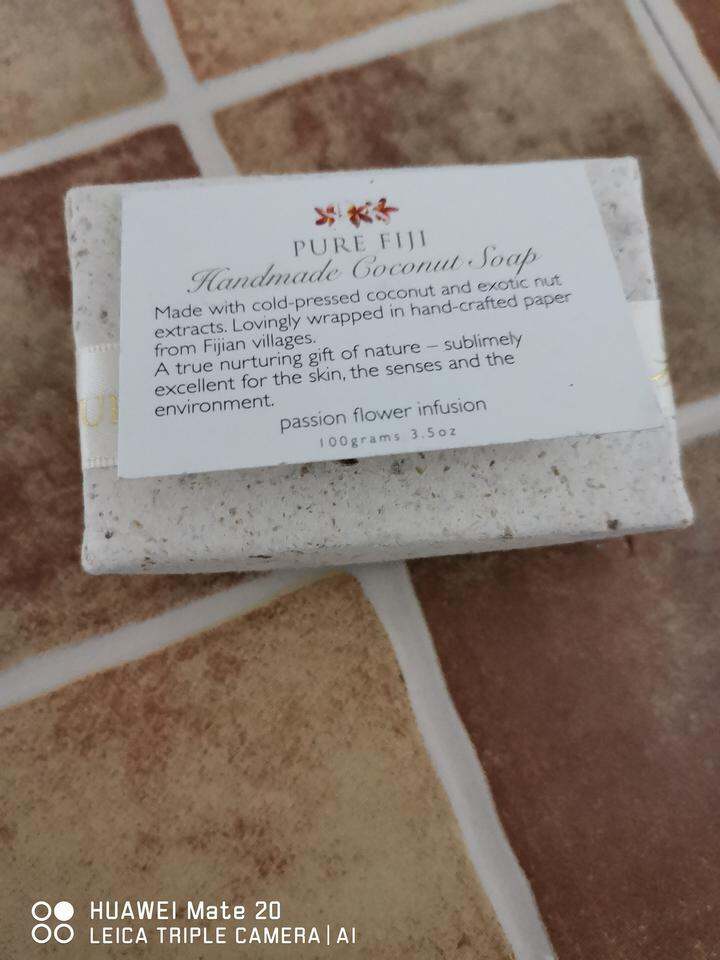 PURE FIJI
Handmade Coconut Soap
Made with cold-pressed coconut and exotic nut
extracts. Lovingly wrapped in hand-crafted paper
from Fijian villages.
A true nurturing gift of nature – sublimely
excellent for the skin, the senses and the
environment.
passion flower infusion
100grams 3.5oz
HUAWEI Mate 20
LEICA TRIPLE CAMERA | AI